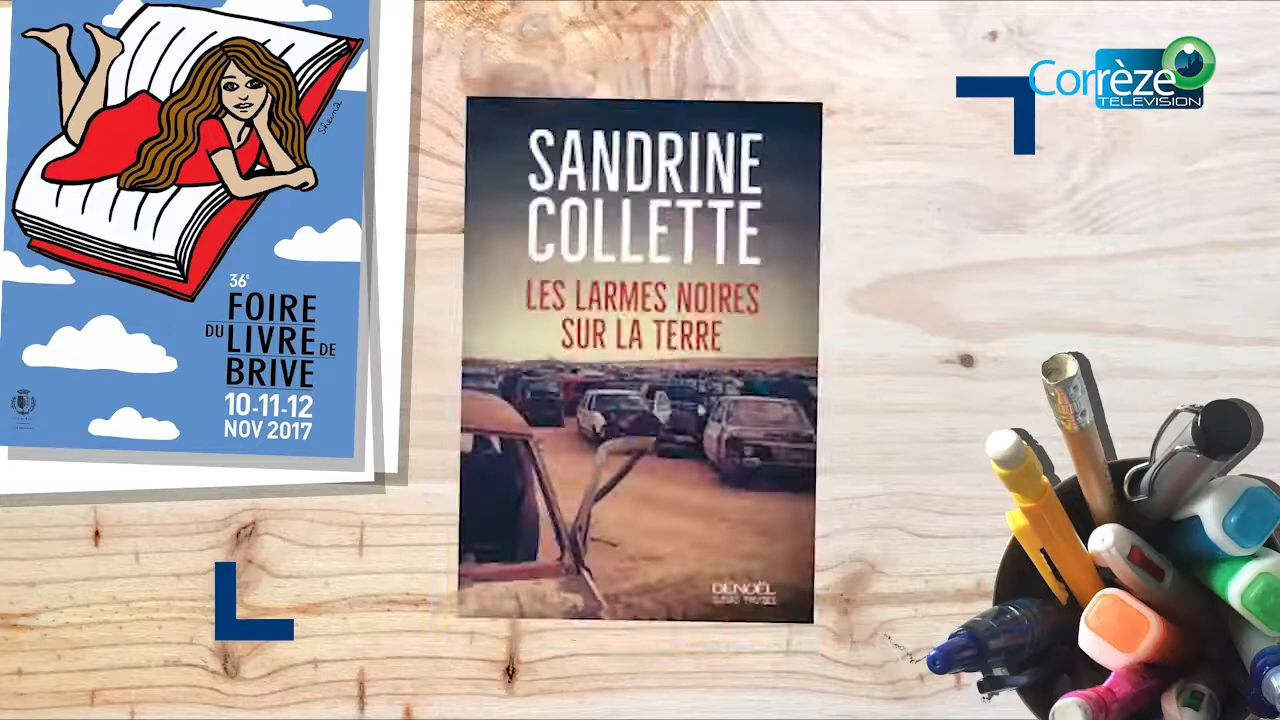 Shein2
36e
FOIRE
DU LIVRE DE
BRIVE
10-11-12
NOV 2017
SANDRINE
COLLETTE
LES LARMES NOIRES
SUR LA TERRE
DENOËL
Corrèze
TELEVISION